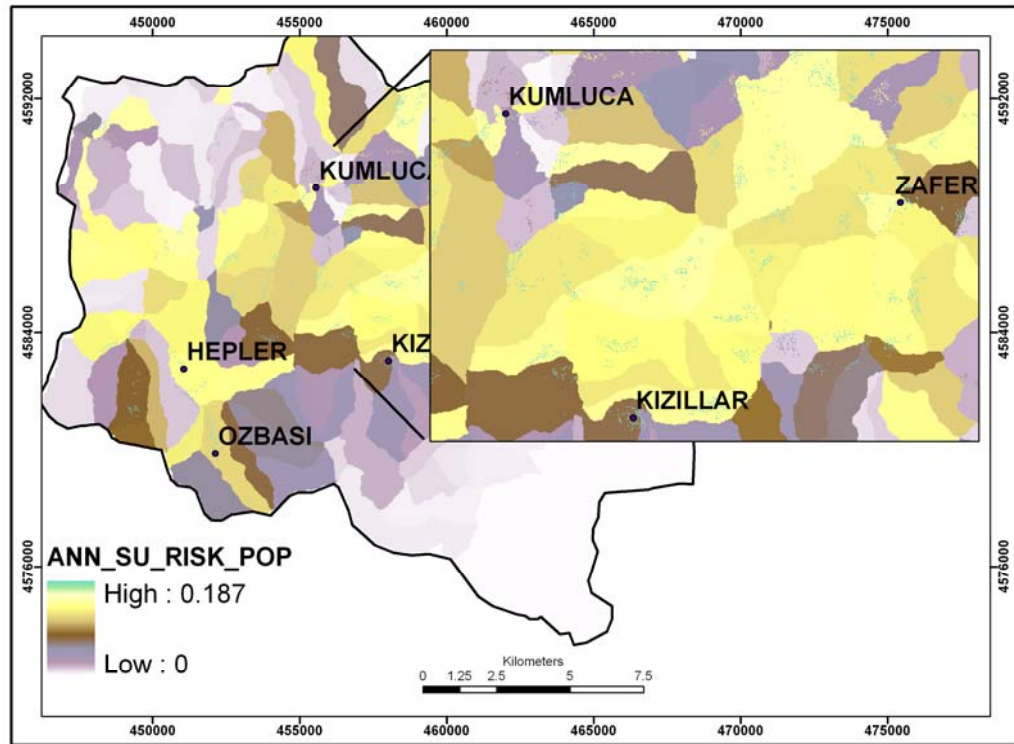 450000 455000 460000 465000 470000 475000
4592000 4592000
KUMLUCA
KUMLUCA
ZAFER
4584000 4584000
HEPLER
KIZ
KIZILLAR
OZBASI
ANN_SU_RISK_POP
High : 0.187
Low : 0
4576000 4576000
Kilometers
0 1.25 2.5 5 7.5
450000 455000 460000 465000 470000 475000